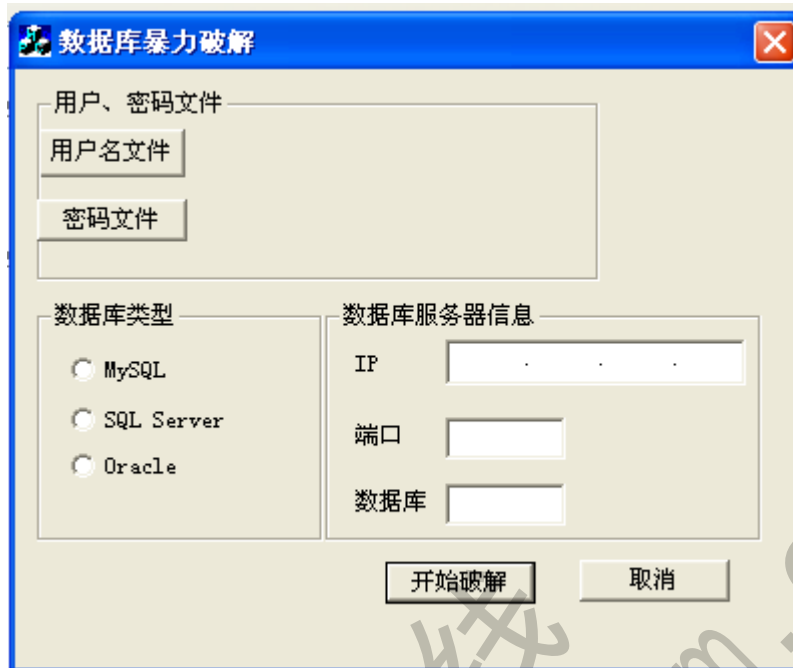 数据库暴力破解
用户、密码文件
用户名文件
密码文件
数据库类型
MySQL
SQL Server
Oracle
数据库服务器信息
IP
端口
数据库
开始破解
取消
线